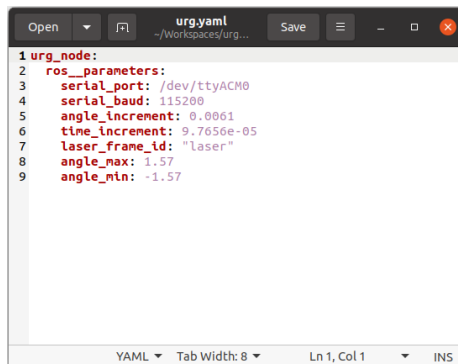 Open
urg.yaml
~/Workspaces/urg...
Save
1 urg_node:
2   ros__parameters:
3     serial_port: /dev/ttyACM0
4     serial_baud: 115200
5     angle_increment: 0.0061
6     time_increment: 9.7656e-05
7     laser_frame_id: "laser"
8     angle_max: 1.57
9     angle_min: -1.57
YAML Tab Width: 8 Ln 1, Col 1 INS